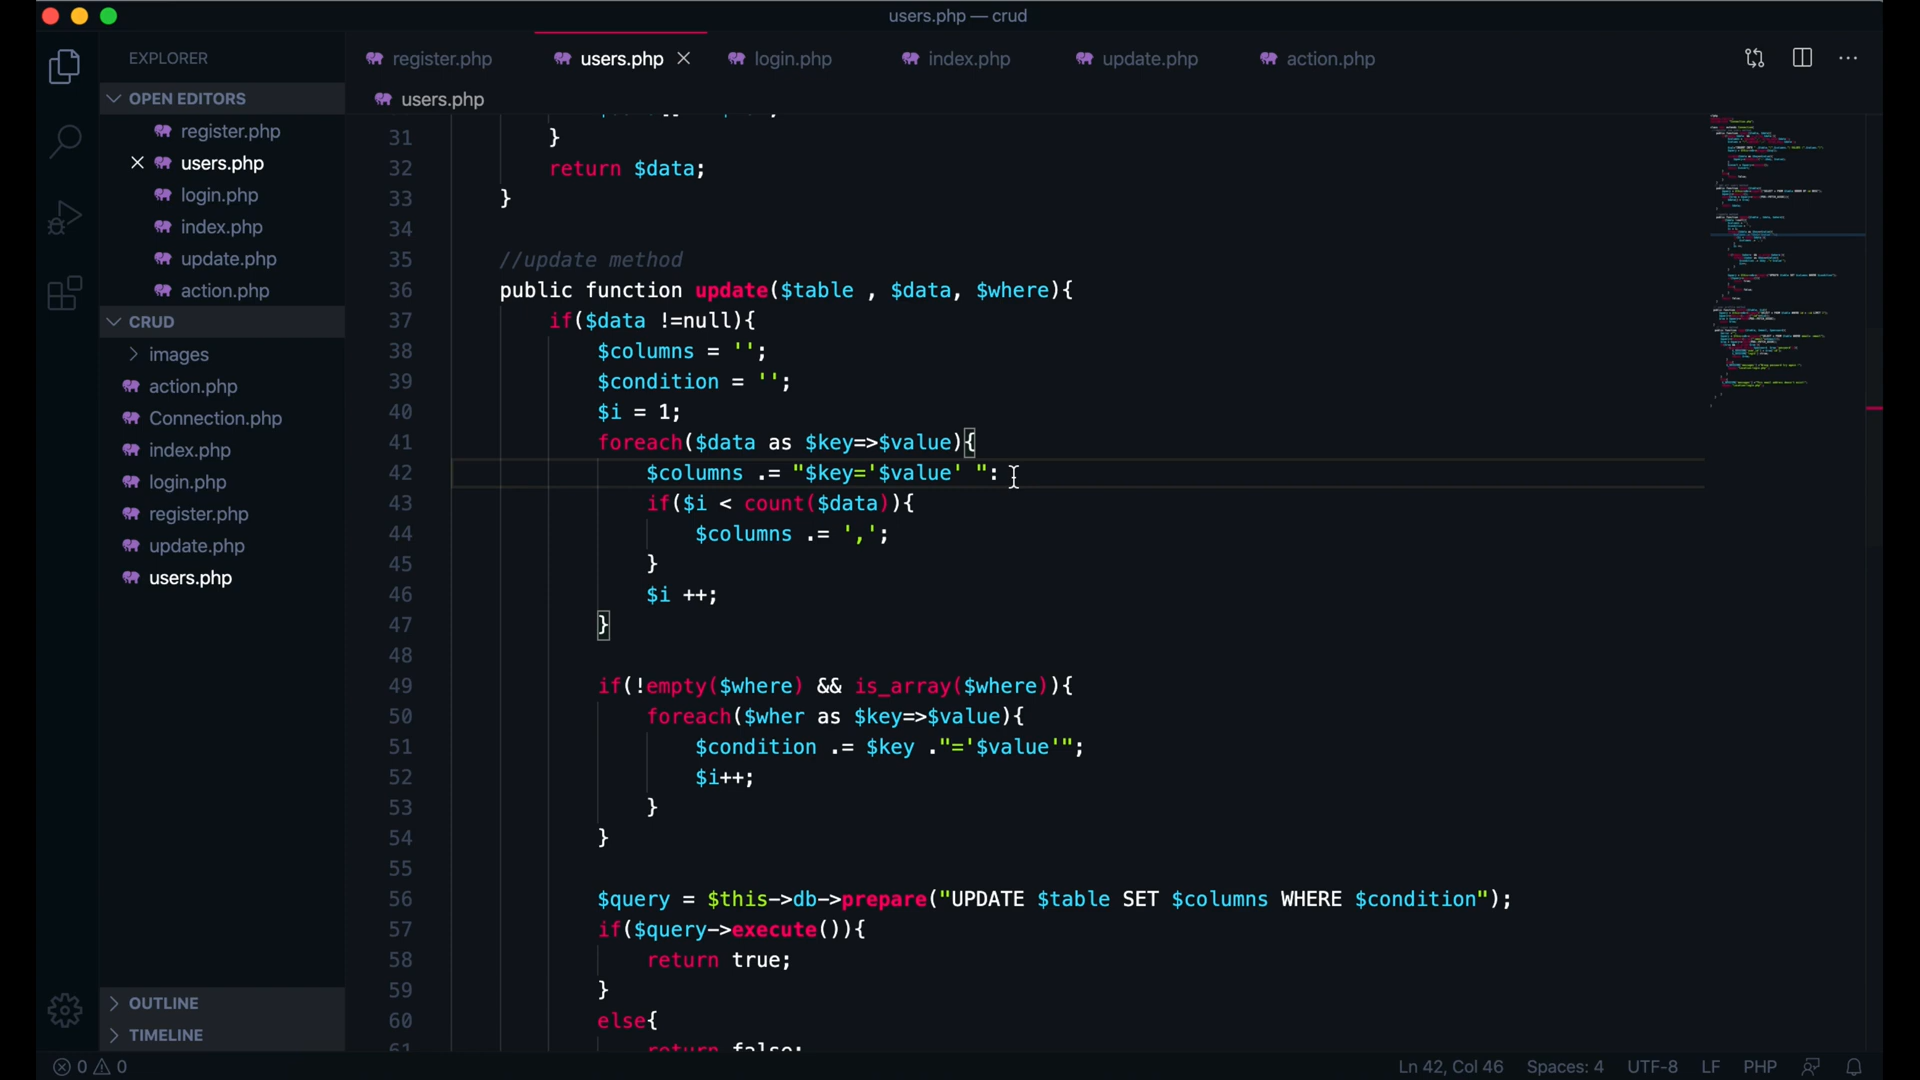 users.php — crud
EXPLORER
OPEN EDITORS
register.php
users.php
login.php
index.php
update.php
action.php
CRUD
images
action.php
Connection.php
index.php
login.php
register.php
update.php
users.php
OUTLINE
TIMELINE
register.php users.php login.php index.php update.php action.php
users.php
31 }
32 return $data;
33 }
34
35 //update method
36 public function update($table , $data, $where){
37 if($data !=null){
38 $columns = '';
39 $condition = '';
40 $i = 1;
41 foreach($data as $key=>$value){
42 $columns .= "$key='$value' ":
43 if($i < count($data)){
44 $columns .= ',';
45 }
46 $i ++;
47 }
48
49 if(!empty($where) && is_array($where)){
50 foreach($wher as $key=>$value){
51 $condition .= $key ."='$value'";
52 $i++;
53 }
54 }
55
56 $query = $this->db->prepare("UPDATE $table SET $columns WHERE $condition");
57 if($query->execute()){
58 return true;
59 }
60 else{
61 return false;
0 0 Ln 42, Col 46 Spaces: 4 UTF-8 LF PHP